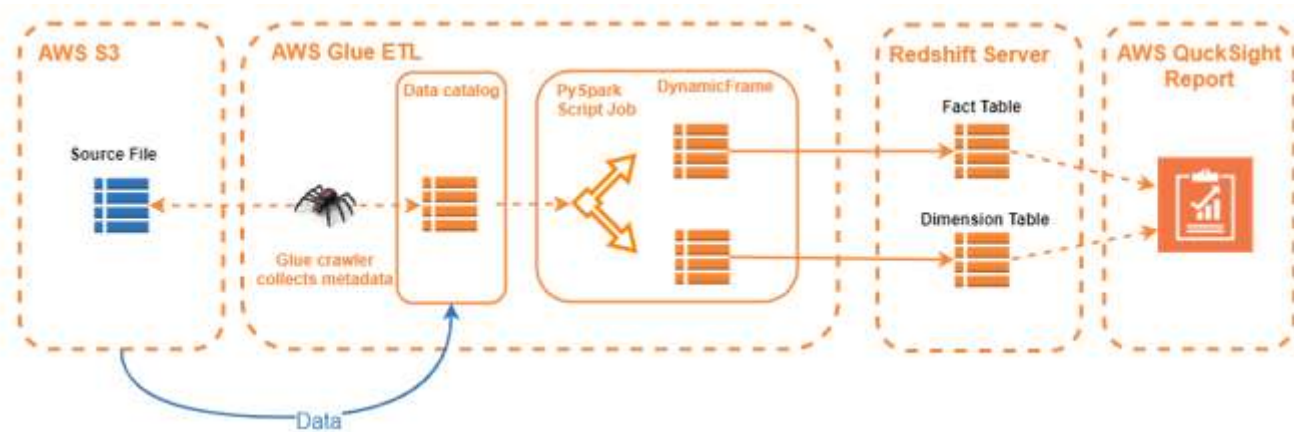 AWS S3
Source File
AWS Glue ETL
Glue crawler
collects metadata
Data catalog
PySpark
Script Job
DynamicFrame
Redshift Server
Fact Table
Dimension Table
AWS QuckSight
Report
Data